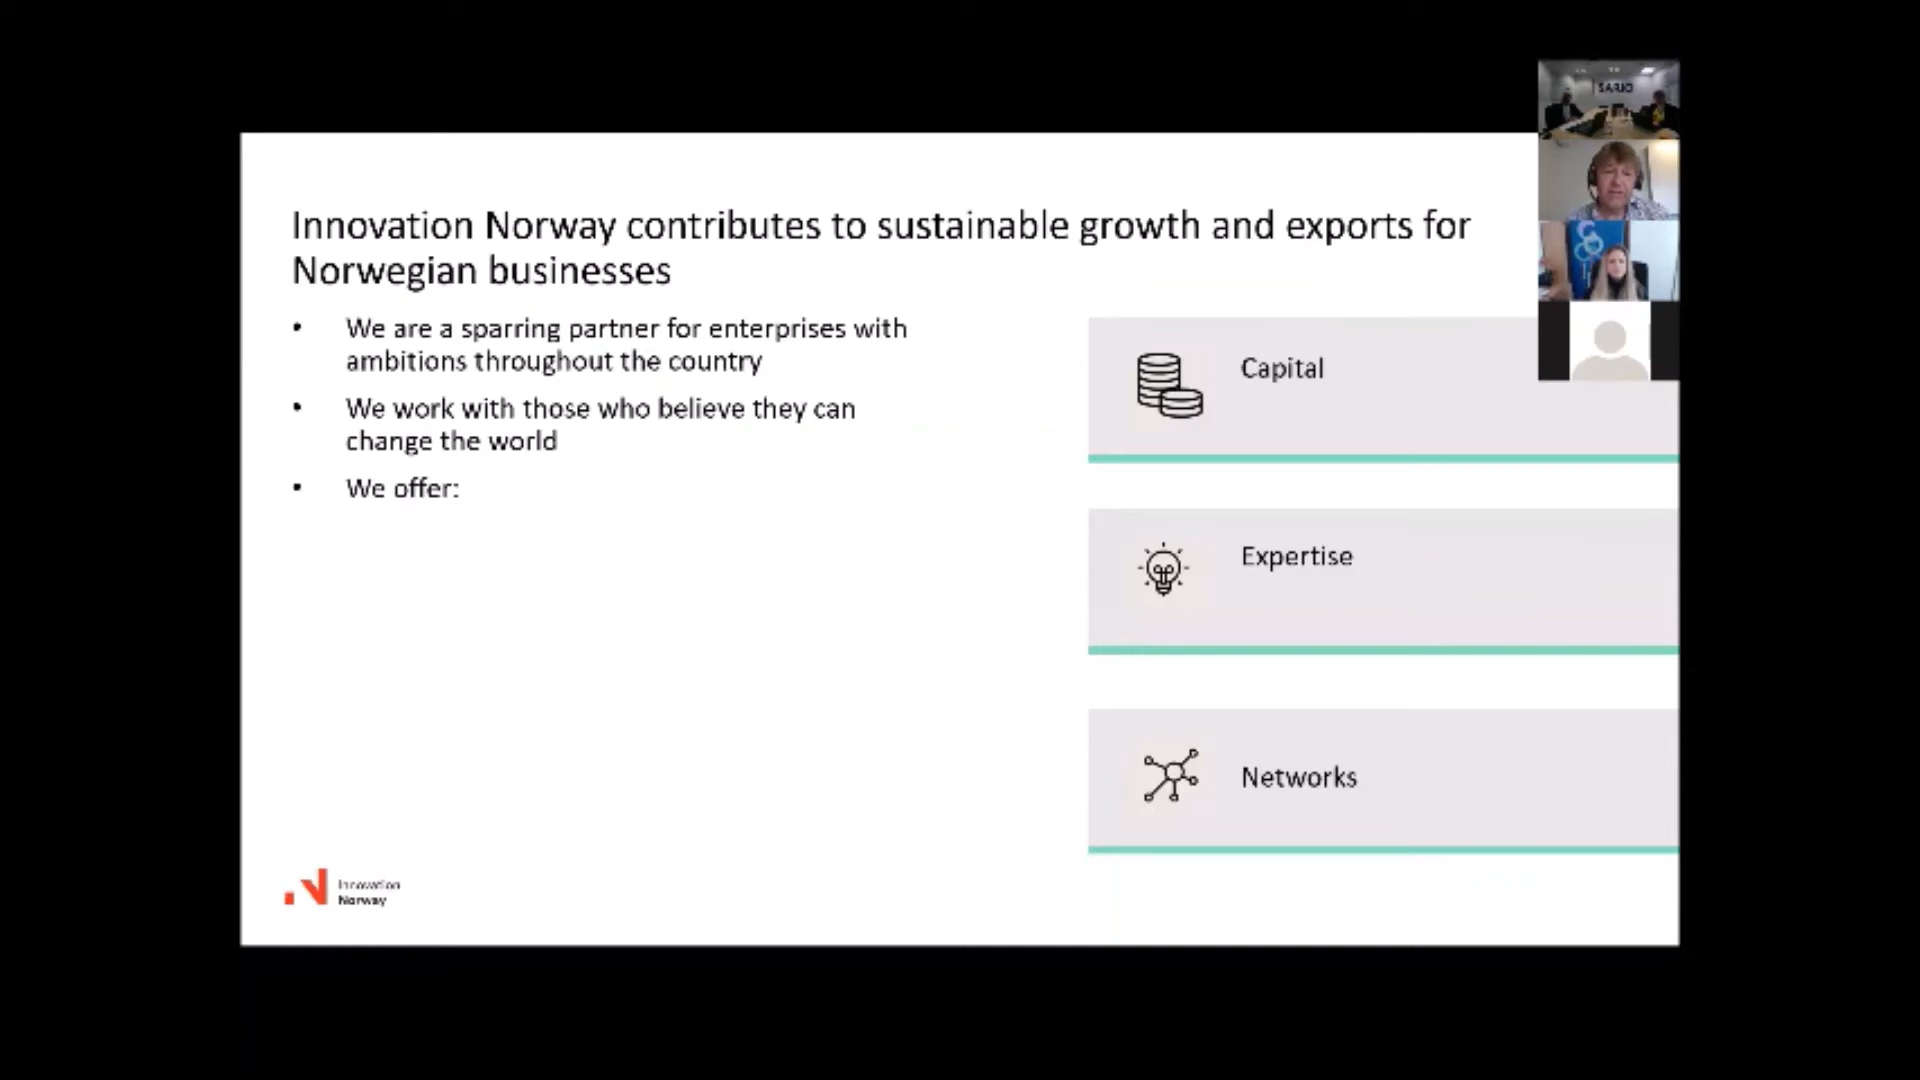 SARIO
Innovation Norway contributes to sustainable growth and exports for
Norwegian businesses
• We are a sparring partner for enterprises with
ambitions throughout the country
• We work with those who believe they can
change the world
• We offer:
Capital
Expertise
Networks
Innovation
Norway